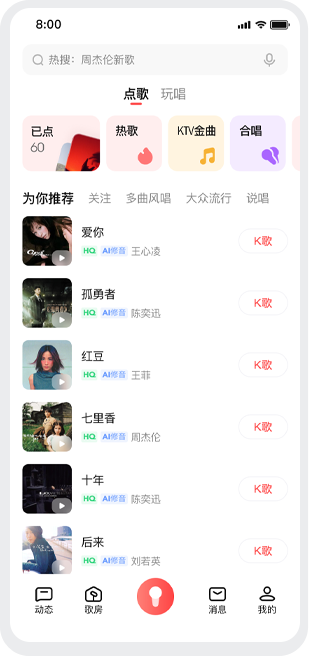 8:00
热搜：周杰伦新歌
点歌 玩唱
已点 热歌 KTV金曲 合唱
60
为你推荐 关注 多曲风唱 大众流行 说唱
爱你
HQ AI修音 王心凌 K歌
孤勇者
HQ AI修音 陈奕迅 K歌
红豆
HQ AI修音 王菲 K歌
七里香
HQ AI修音 周杰伦 K歌
十年
HQ AI修音 陈奕迅 K歌
后来
HQ AI修音 刘若英 K歌
动态 歌房 消息 我的